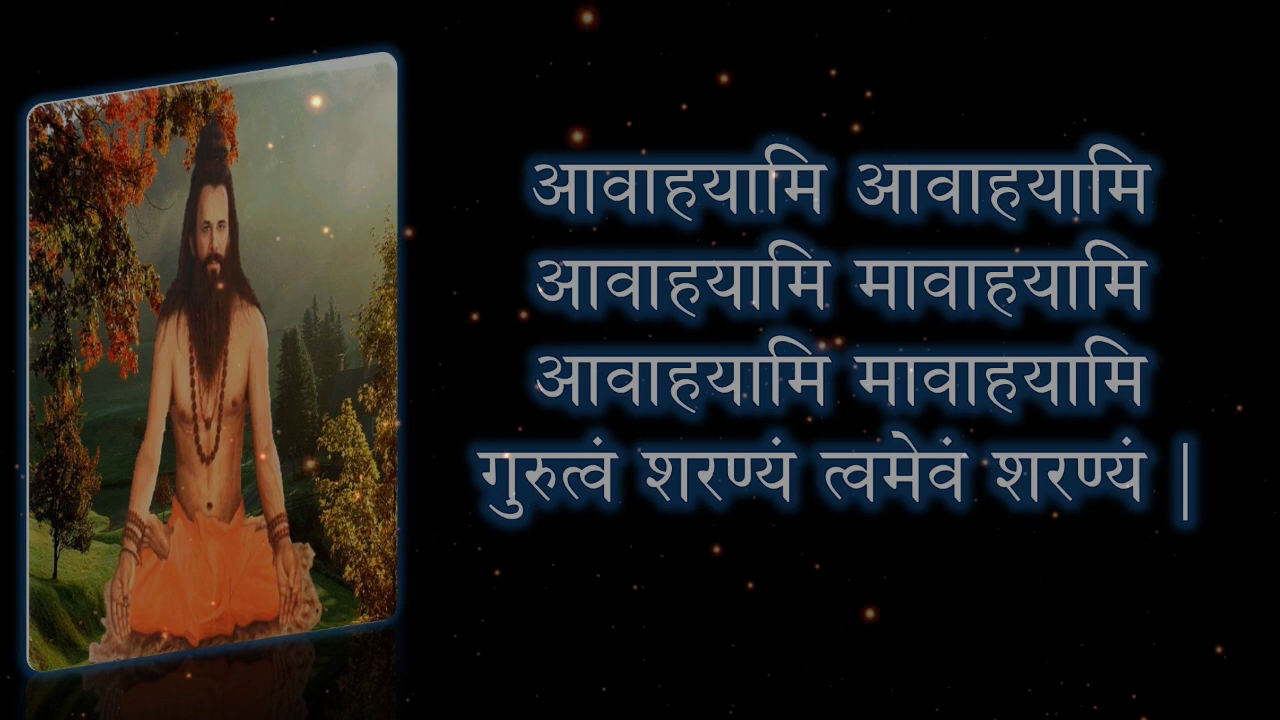 आवाहयामि आवाहयामि
आवाहयामि मावाहयामि
आवाहयामि मावाहयामि
गुरुत्वं शरण्यं त्वमेवं शरण्यं |